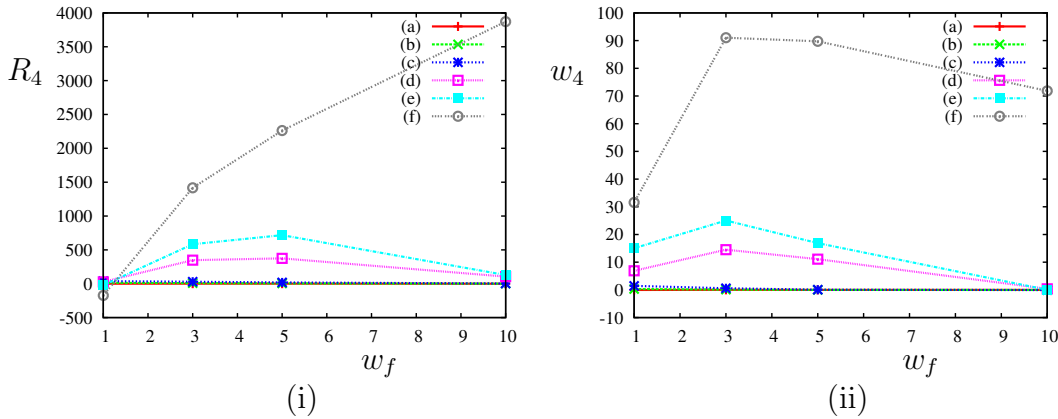 4000
3500
3000
2500
2000
1500
1000
500
0
-500
R4
(a)
(b)
(c)
(d)
(e)
(f)
1 2 3 4 5 6 7 8 9 10
wf
(i)
100
90
80
70
60
50
40
30
20
10
0
-10
w4
(a)
(b)
(c)
(d)
(e)
(f)
1 2 3 4 5 6 7 8 9 10
wf
(ii)